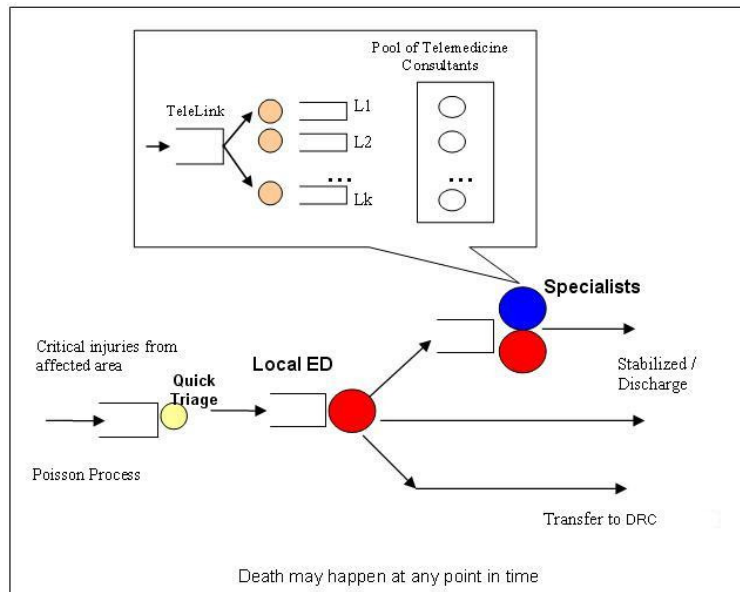 Pool of Telemedicine
Consultants
TeleLink
L1
L2
...
...
Lk
Specialists
Critical injuries from
affected area
Local ED
Stabilized /
Discharge
Quick
Triage
Poisson Process
Transfer to DRC
Death may happen at any point in time